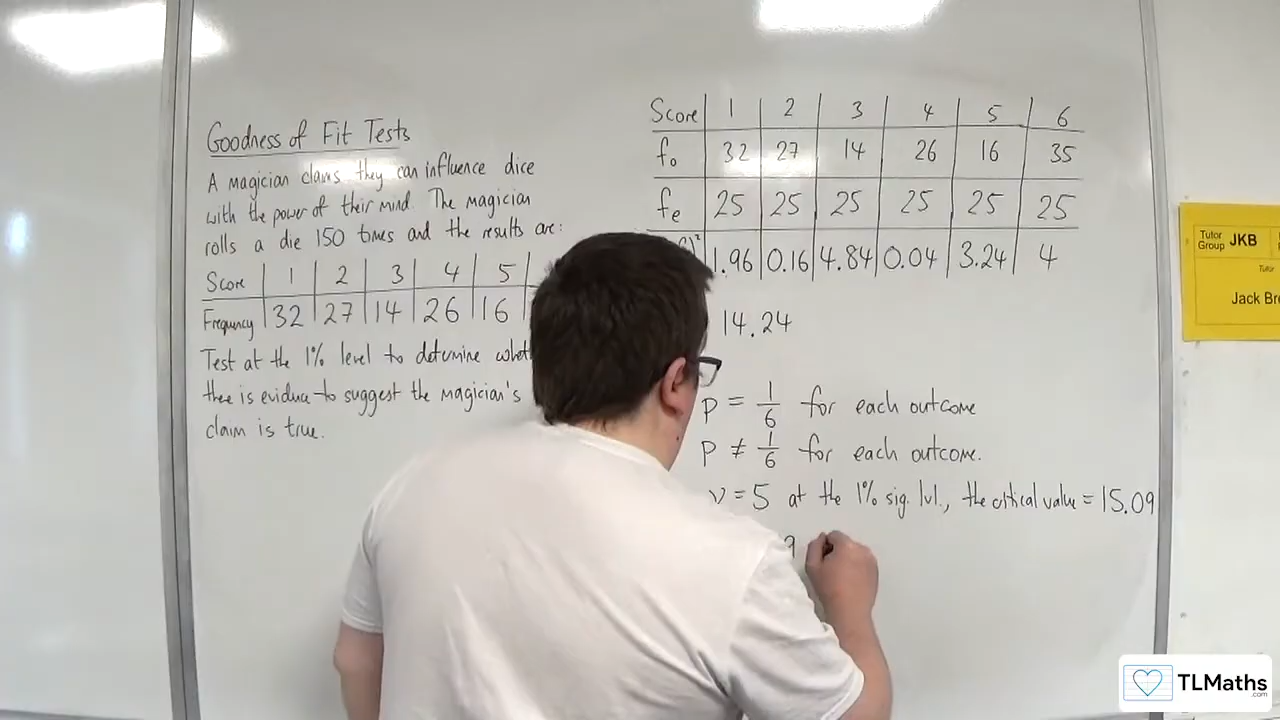 Goodness of Fit Tests
A magician claims they can influence dice
with the power of their mind. The magician
rolls a die 150 times and the results are:
Score 1 2 3 4 5
Frequency 32 27 14 26 16
Test at the 1% level to determine
there is evidence to suggest the magician's
claim is true.
Score 1 2 3 4 5 6
fo 32 27 14 26 16 35
fe 25 25 25 25 25 25
1.96 0.16 4.84 0.04 3.24 4
14.24
p = 1/6 for each outcome
p ≠ 1/6 for each outcome.
ν = 5 at the 1% sig. lvl., the critical value = 15.09
9
Tutor
Group JKB
Tutor
Jack
TLMaths
.com